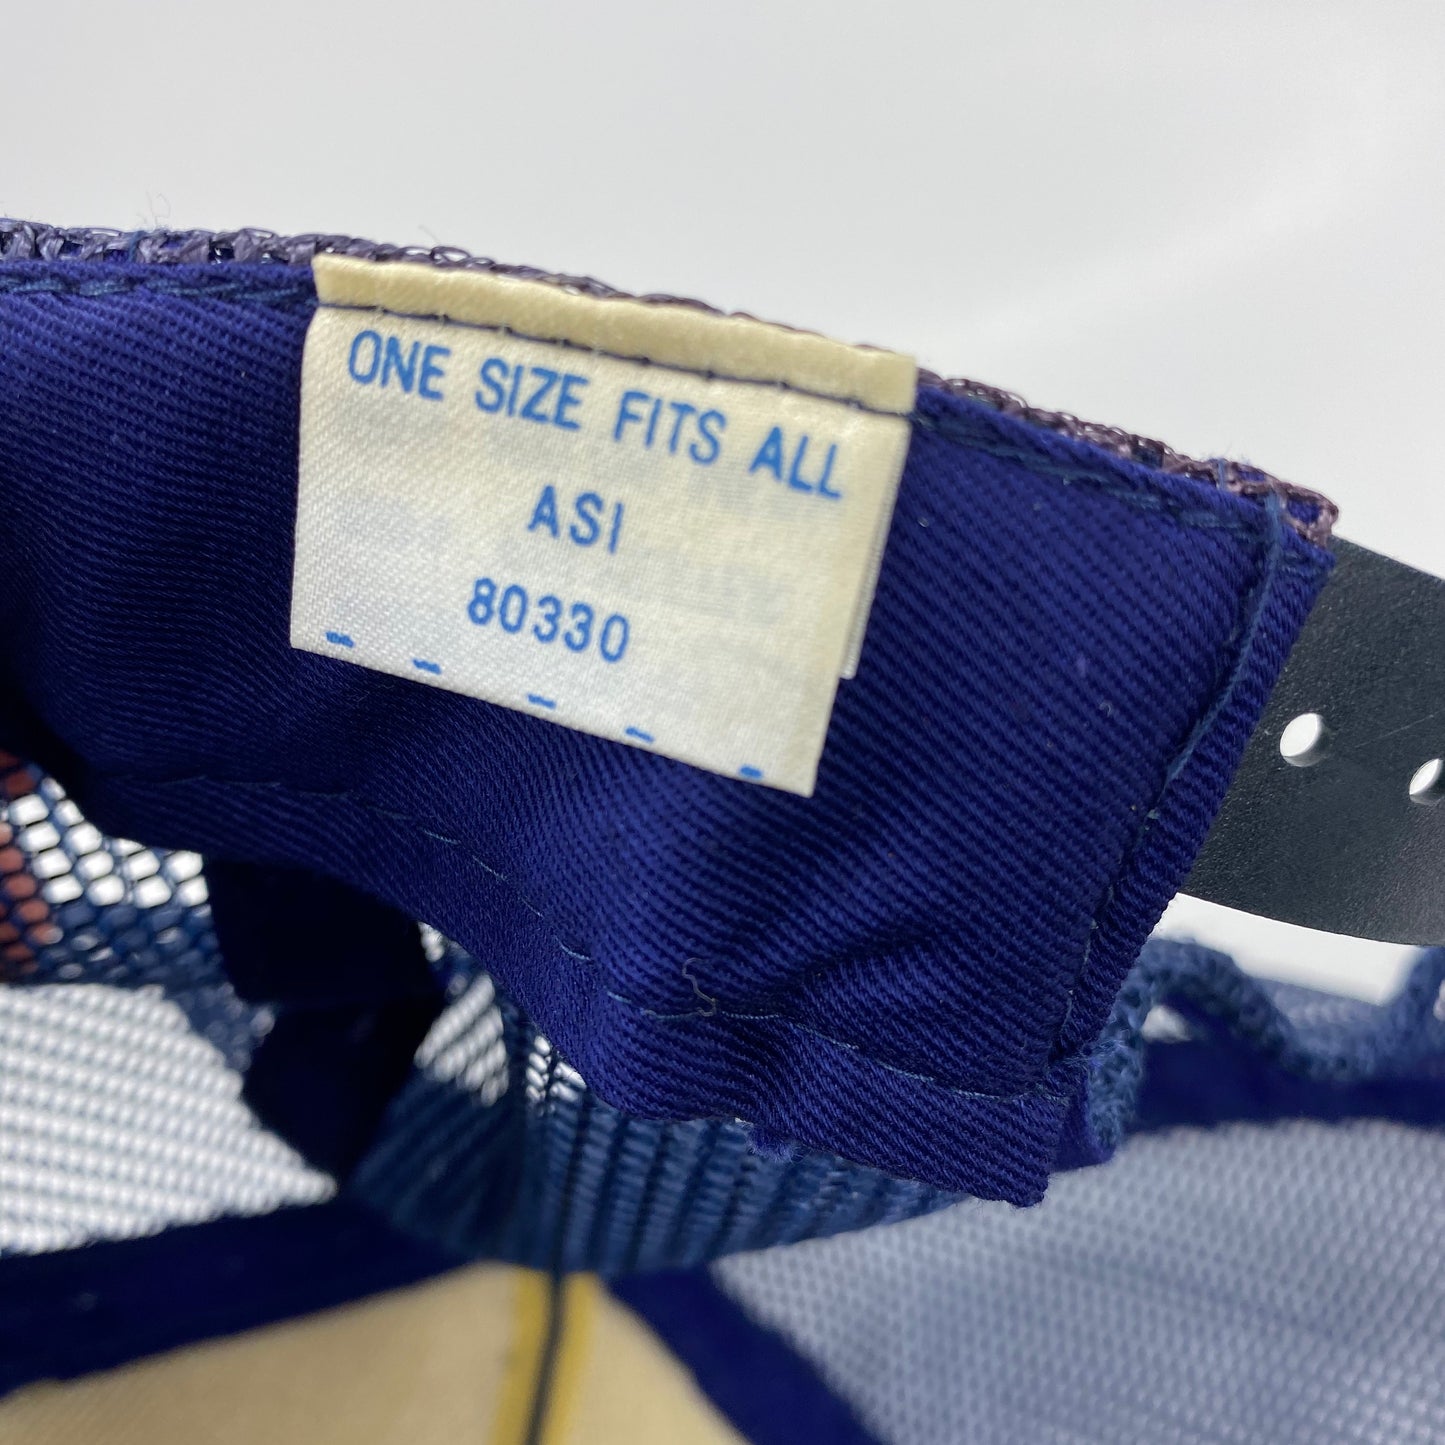 ONE SIZE FITS ALL
ASI
80330